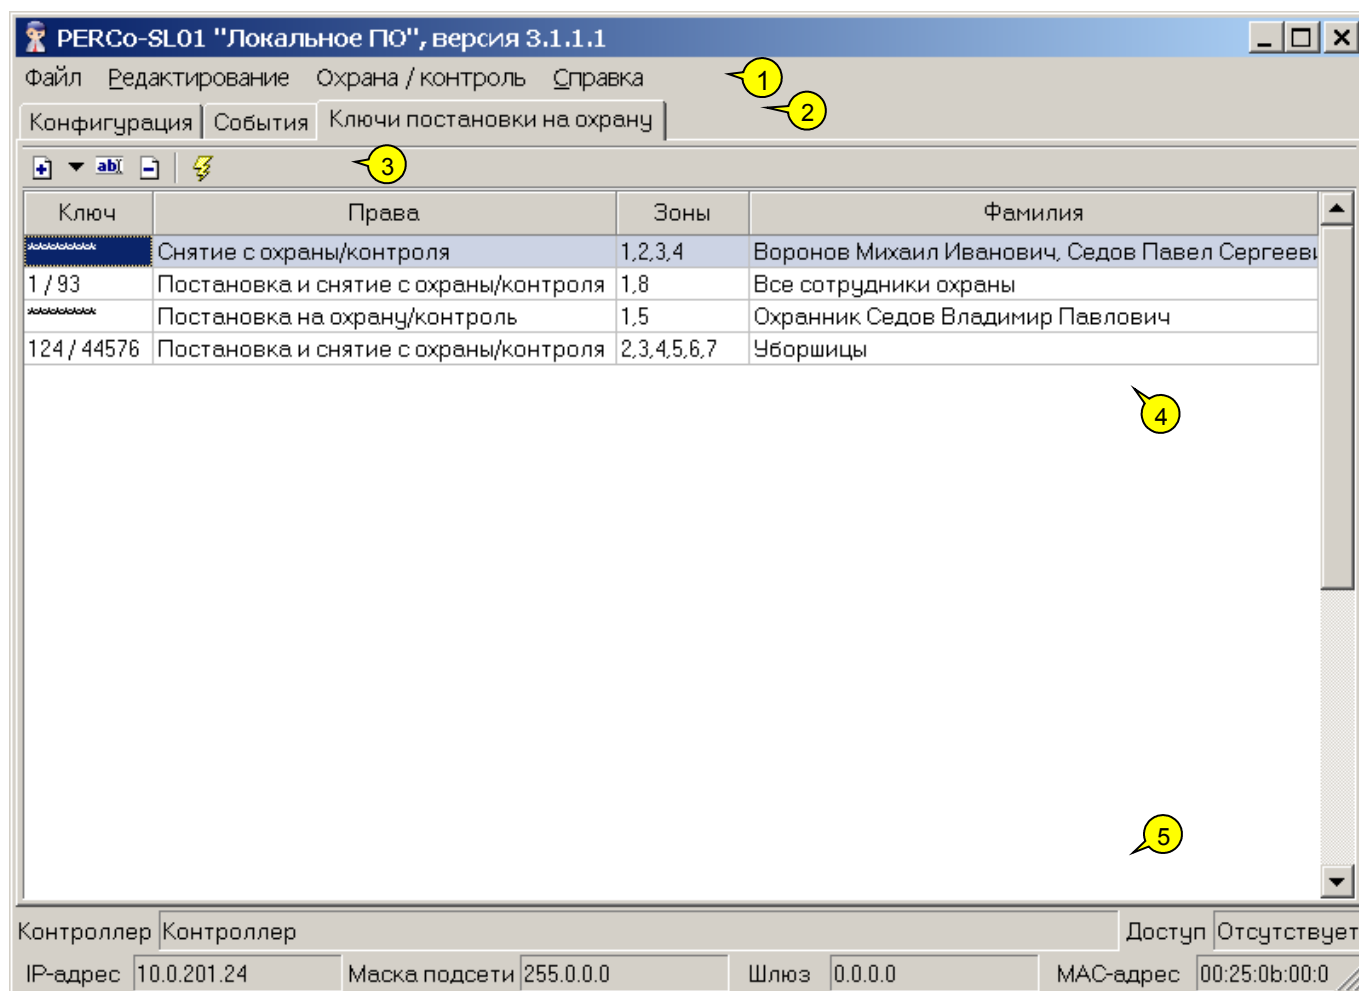 PERCo-SL01 "Локальное ПО", версия 3.1.1.1
Файл Редактирование Охрана / контроль Справка 1
2
Конфигурация События Ключи постановки на охрану
abI 3
Ключ Права Зоны Фамилия
********* Снятие с охраны/контроля 1,2,3,4 Воронов Михаил Иванович, Седов Павел Сергееви
1 / 93 Постановка и снятие с охраны/контроля 1,8 Все сотрудники охраны
********* Постановка на охрану/контроль 1,5 Охранник Седов Владимир Павлович
124 / 44576 Постановка и снятие с охраны/контроля 2,3,4,5,6,7 Уборшицы
4
5
Контроллер Контроллер Доступ Отсутствует
IP-адрес 10.0.201.24 Маска подсети 255.0.0.0 Шлюз 0.0.0.0 MAC-адрес 00:25:0b:00:0